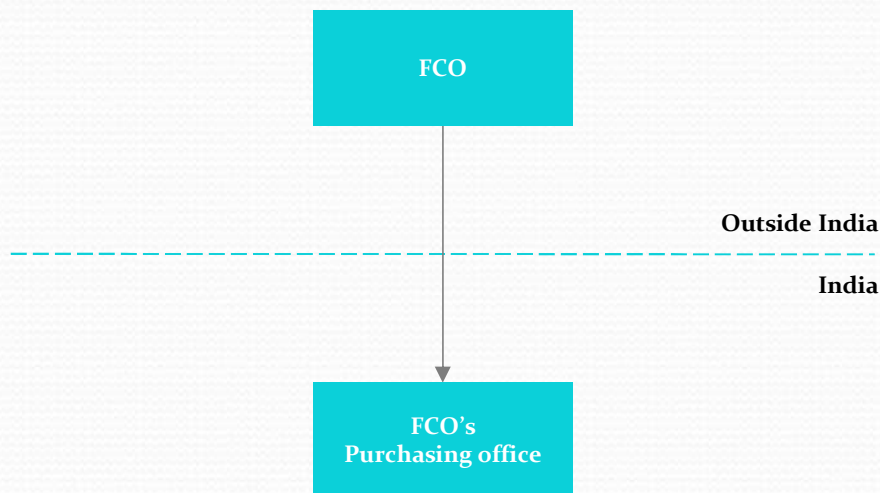 FCO
Outside India
India
FCO’s
Purchasing office